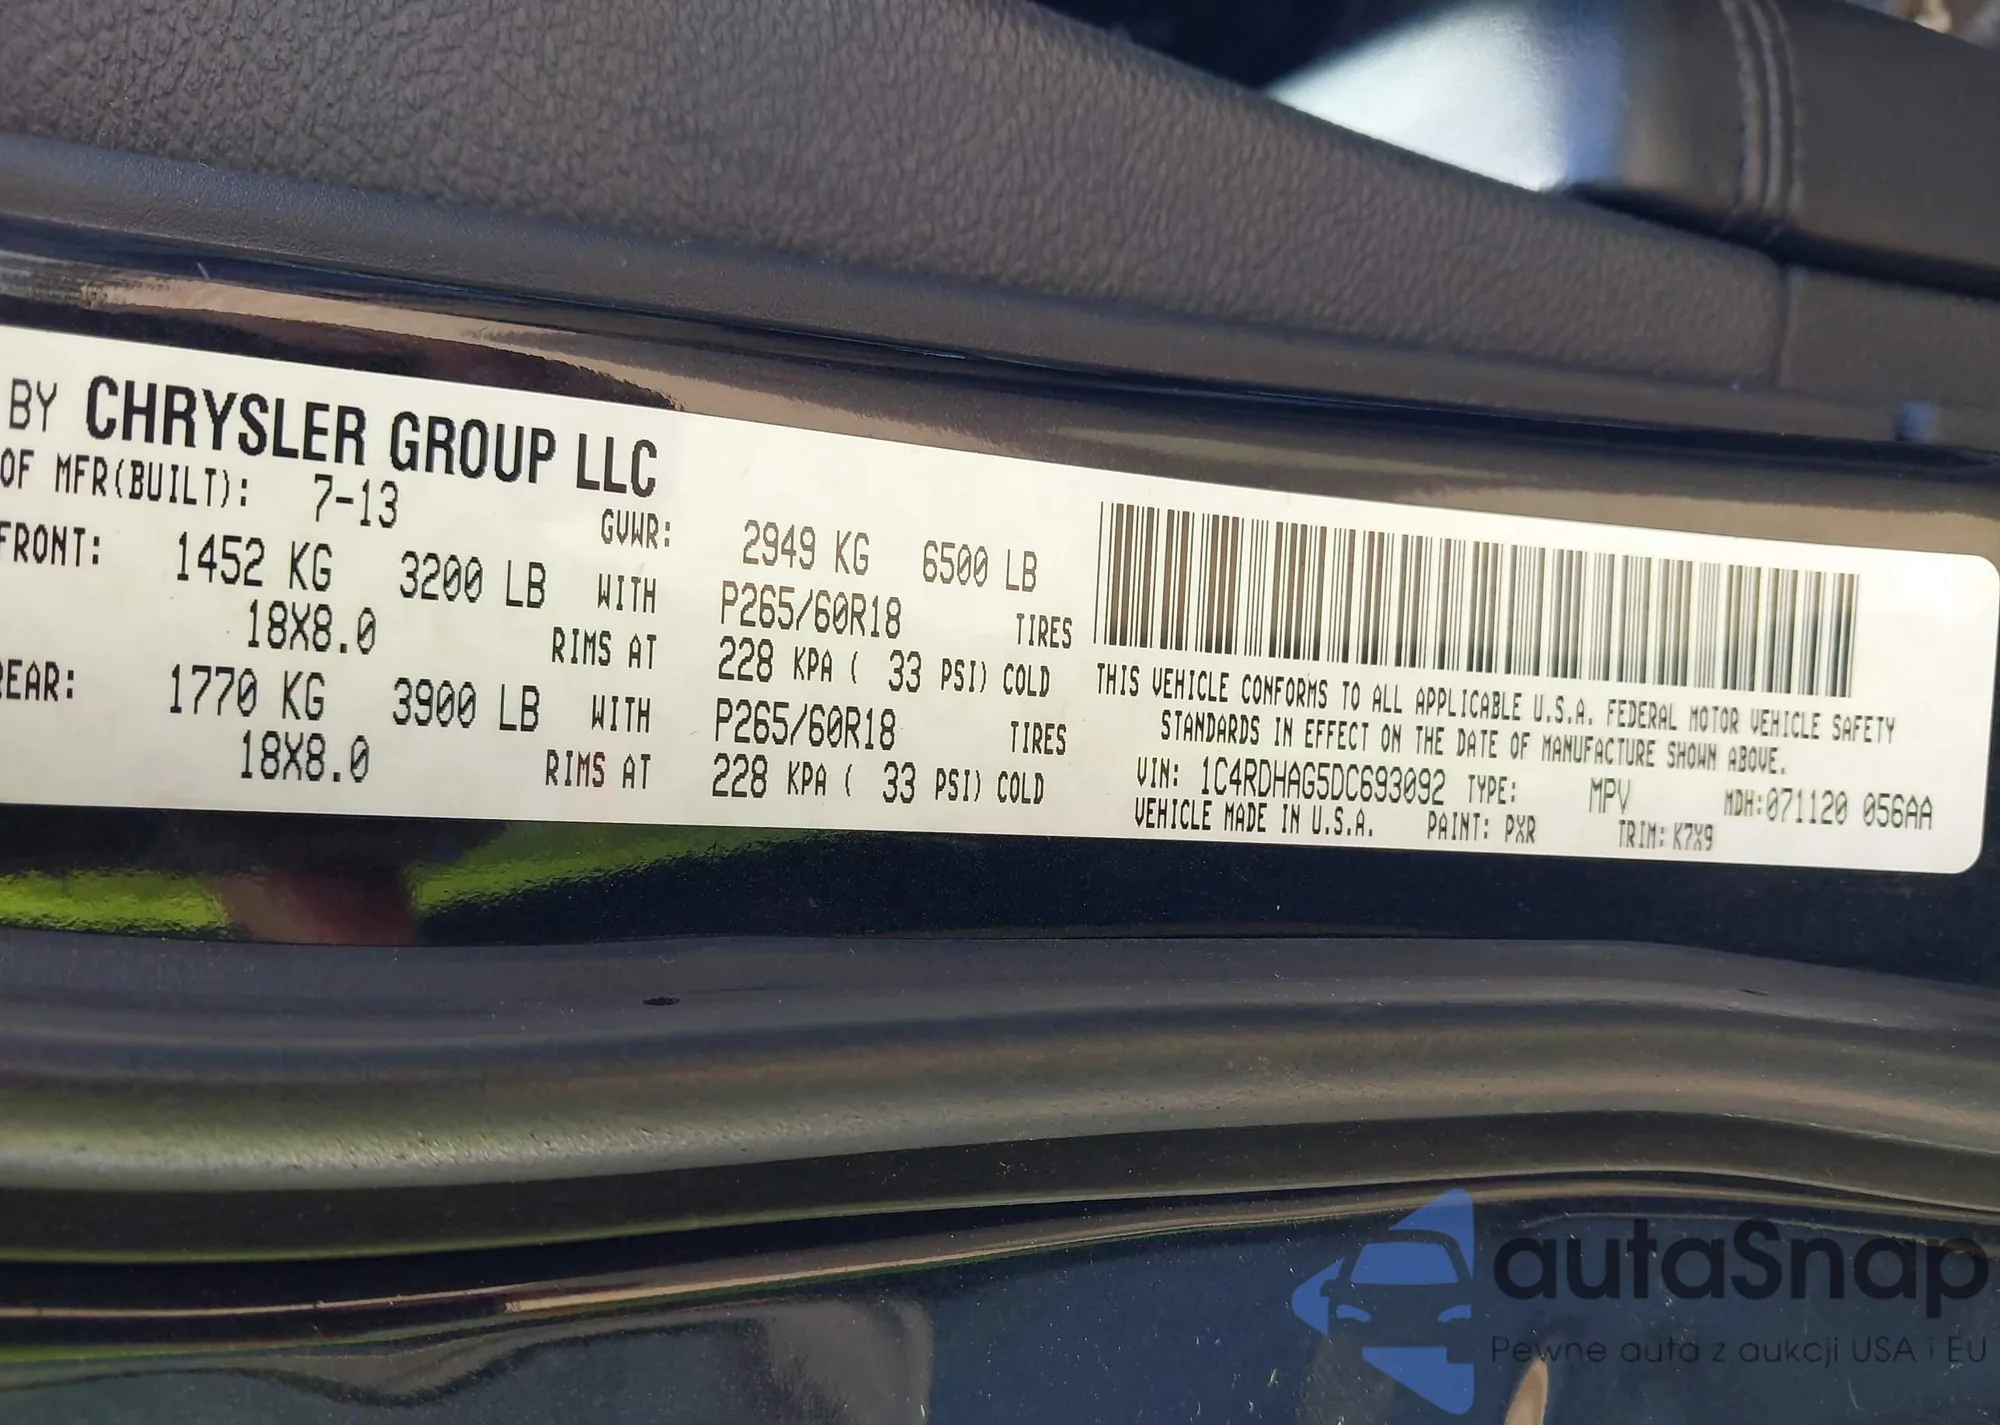 BY CHRYSLER GROUP LLC
OF MFR(BUILT): 7-13 GVWR: 2949 KG 6500 LB
FRONT: 1452 KG 3200 LB WITH P265/60R18 TIRES
18X8.0 RIMS AT 228 KPA ( 33 PSI) COLD
REAR: 1770 KG 3900 LB WITH P265/60R18 TIRES
18X8.0 RIMS AT 228 KPA ( 33 PSI) COLD
THIS VEHICLE CONFORMS TO ALL APPLICABLE U.S.A. FEDERAL MOTOR VEHICLE SAFETY
STANDARDS IN EFFECT ON THE DATE OF MANUFACTURE SHOWN ABOVE.
VIN: 1C4RDHAG5DC693092 TYPE: MPV MDH:071120 056AA
VEHICLE MADE IN U.S.A. PAINT: PXR TRIM: K7X9
autaSnap
Pewne auta z aukcji USA i EU